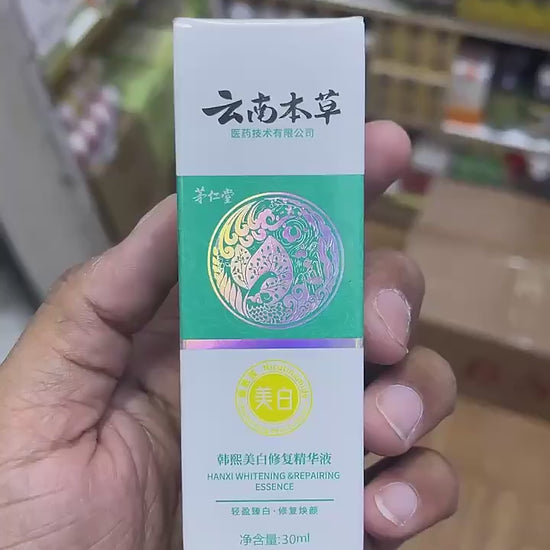 云南本草
医药技术有限公司
茅仁堂
美白
韩熙美白修复精华液
HANXI WHITENING &REPAIRING
ESSENCE
轻盈臻白·修复焕颜
净含量:30ml